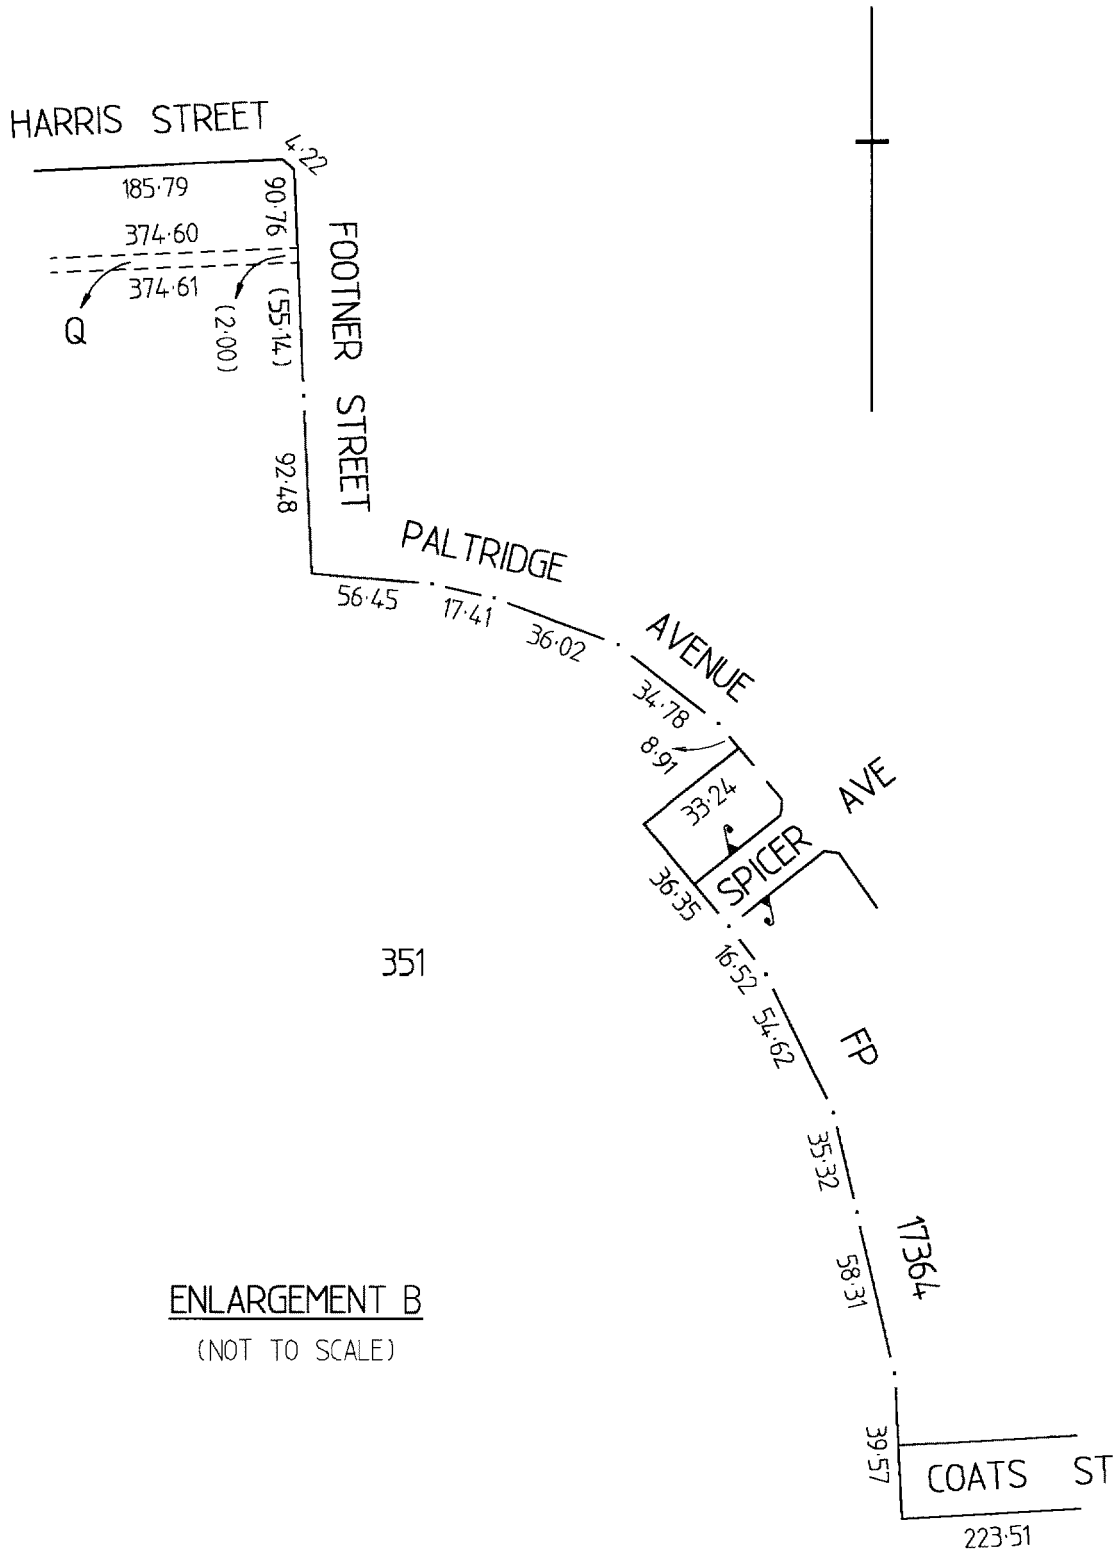 HARRIS STREET
4·22
185·79
90·76
374·60
374·61
Q
(2·00)
(55·14)
FOOTNER STREET
92·48
PALTRIDGE AVENUE
56·45
17·41
36·02
34·78
8·91
33·24
SPICER AVE
36·35
351
16·52
54·62
FP 17364
35·32
58·31
ENLARGEMENT B
(NOT TO SCALE)
39·57
COATS ST
223·51